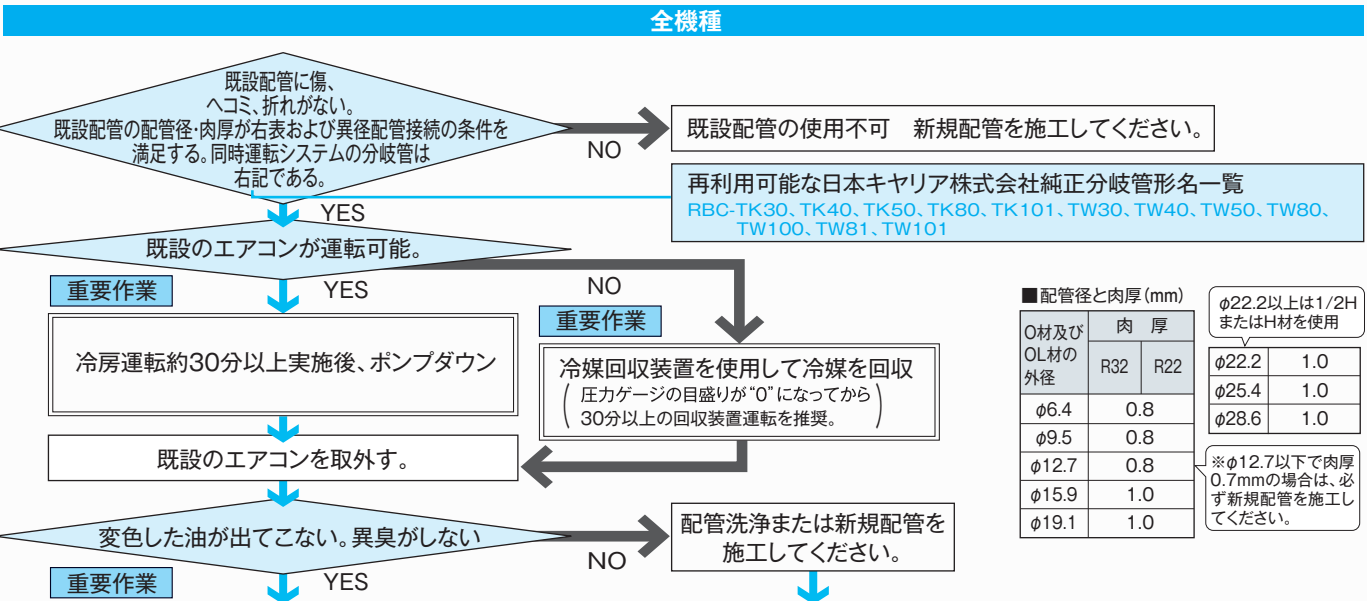 全機種
既設配管に傷、
ヘコミ、折れがない。
既設配管の配管径・肉厚が右表および異径配管接続の条件を
満足する。同時運転システムの分岐管は
右記である。
NO
既設配管の使用不可　新規配管を施工してください。
再利用可能な日本キヤリア株式会社純正分岐管形名一覧
RBC-TK30、TK40、TK50、TK80、TK101、TW30、TW40、TW50、TW80、
TW100、TW81、TW101
YES
既設のエアコンが運転可能。
重要作業
YES
NO
重要作業
冷房運転約30分以上実施後、ポンプダウン
冷媒回収装置を使用して冷媒を回収
(圧力ゲージの目盛りが“0”になってから
30分以上の回収装置運転を推奨。)
既設のエアコンを取外す。
変色した油が出てこない。異臭がしない
NO
配管洗浄または新規配管を
施工してください。
重要作業
YES
■配管径と肉厚(mm)
O材及び
OL材の
外径
肉　厚
R32 R22
φ6.4 0.8
φ9.5 0.8
φ12.7 0.8
φ15.9 1.0
φ19.1 1.0
φ22.2以上は1/2H
またはH材を使用
φ22.2 1.0
φ25.4 1.0
φ28.6 1.0
※φ12.7以下で肉厚
0.7mmの場合は、必
ず新規配管を施工し
てください。